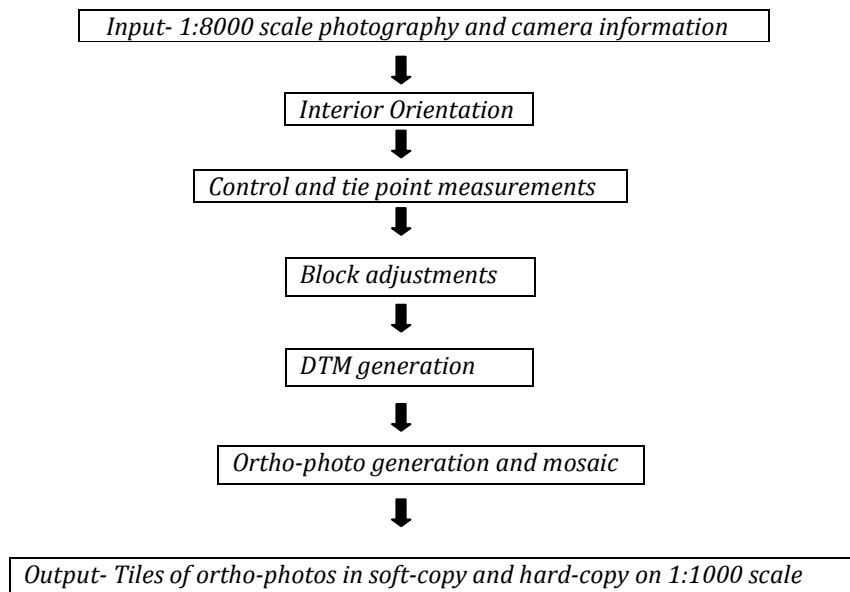 Input- 1:8000 scale photography and camera information
Interior Orientation
Control and tie point measurements
Block adjustments
DTM generation
Ortho-photo generation and mosaic
Output- Tiles of ortho-photos in soft-copy and hard-copy on 1:1000 scale